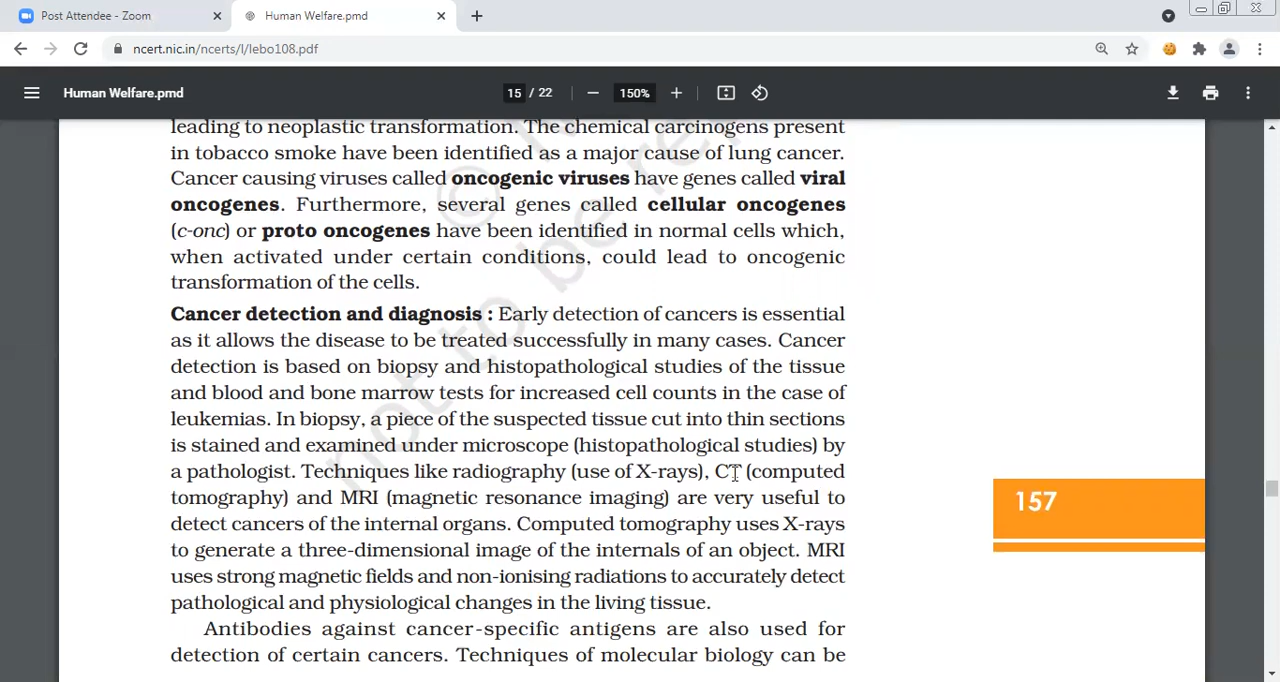 Post Attendee - Zoom
Human Welfare.pmd
ncert.nic.in/ncerts/l/lebo108.pdf
Human Welfare.pmd
15 / 22
150%
leading to neoplastic transformation. The chemical carcinogens present
in tobacco smoke have been identified as a major cause of lung cancer.
Cancer causing viruses called oncogenic viruses have genes called viral
oncogenes. Furthermore, several genes called cellular oncogenes
(c-onc) or proto oncogenes have been identified in normal cells which,
when activated under certain conditions, could lead to oncogenic
transformation of the cells.
Cancer detection and diagnosis : Early detection of cancers is essential
as it allows the disease to be treated successfully in many cases. Cancer
detection is based on biopsy and histopathological studies of the tissue
and blood and bone marrow tests for increased cell counts in the case of
leukemias. In biopsy, a piece of the suspected tissue cut into thin sections
is stained and examined under microscope (histopathological studies) by
a pathologist. Techniques like radiography (use of X-rays), CT (computed
tomography) and MRI (magnetic resonance imaging) are very useful to
detect cancers of the internal organs. Computed tomography uses X-rays
to generate a three-dimensional image of the internals of an object. MRI
uses strong magnetic fields and non-ionising radiations to accurately detect
pathological and physiological changes in the living tissue.
Antibodies against cancer-specific antigens are also used for
detection of certain cancers. Techniques of molecular biology can be
157
©
not to be re